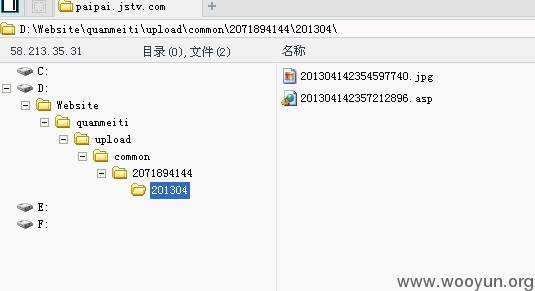 paipai.jstv.com
D:\Website\quanmeiti\upload\common\2071894144\201304\
58.213.35.31 目录(0),文件(2) 名称
C:
D:
Website
quanmeiti
upload
common
2071894144
201304
E:
F:
201304142354597740.jpg
201304142357212896.asp
www.wooyun.org